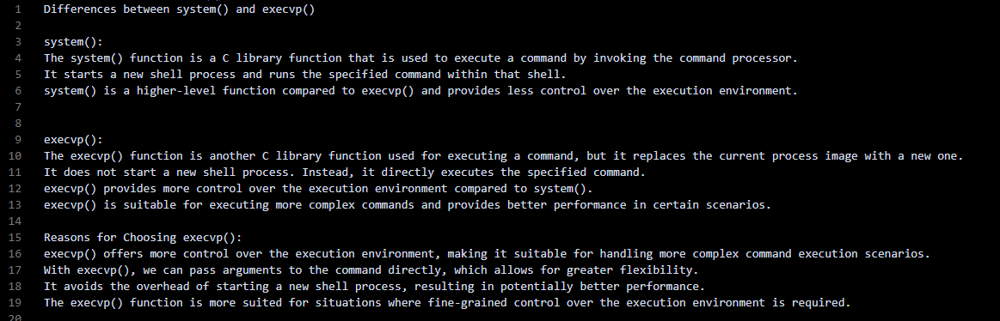 1 Differences between system() and execvp()
2
3 system():
4 The system() function is a C library function that is used to execute a command by invoking the command processor.
5 It starts a new shell process and runs the specified command within that shell.
6 system() is a higher-level function compared to execvp() and provides less control over the execution environment.
7
8
9 execvp():
10 The execvp() function is another C library function used for executing a command, but it replaces the current process image with a new one.
11 It does not start a new shell process. Instead, it directly executes the specified command.
12 execvp() provides more control over the execution environment compared to system().
13 execvp() is suitable for executing more complex commands and provides better performance in certain scenarios.
14
15 Reasons for Choosing execvp():
16 execvp() offers more control over the execution environment, making it suitable for handling more complex command execution scenarios.
17 With execvp(), we can pass arguments to the command directly, which allows for greater flexibility.
18 It avoids the overhead of starting a new shell process, resulting in potentially better performance.
19 The execvp() function is more suited for situations where fine-grained control over the execution environment is required.
20